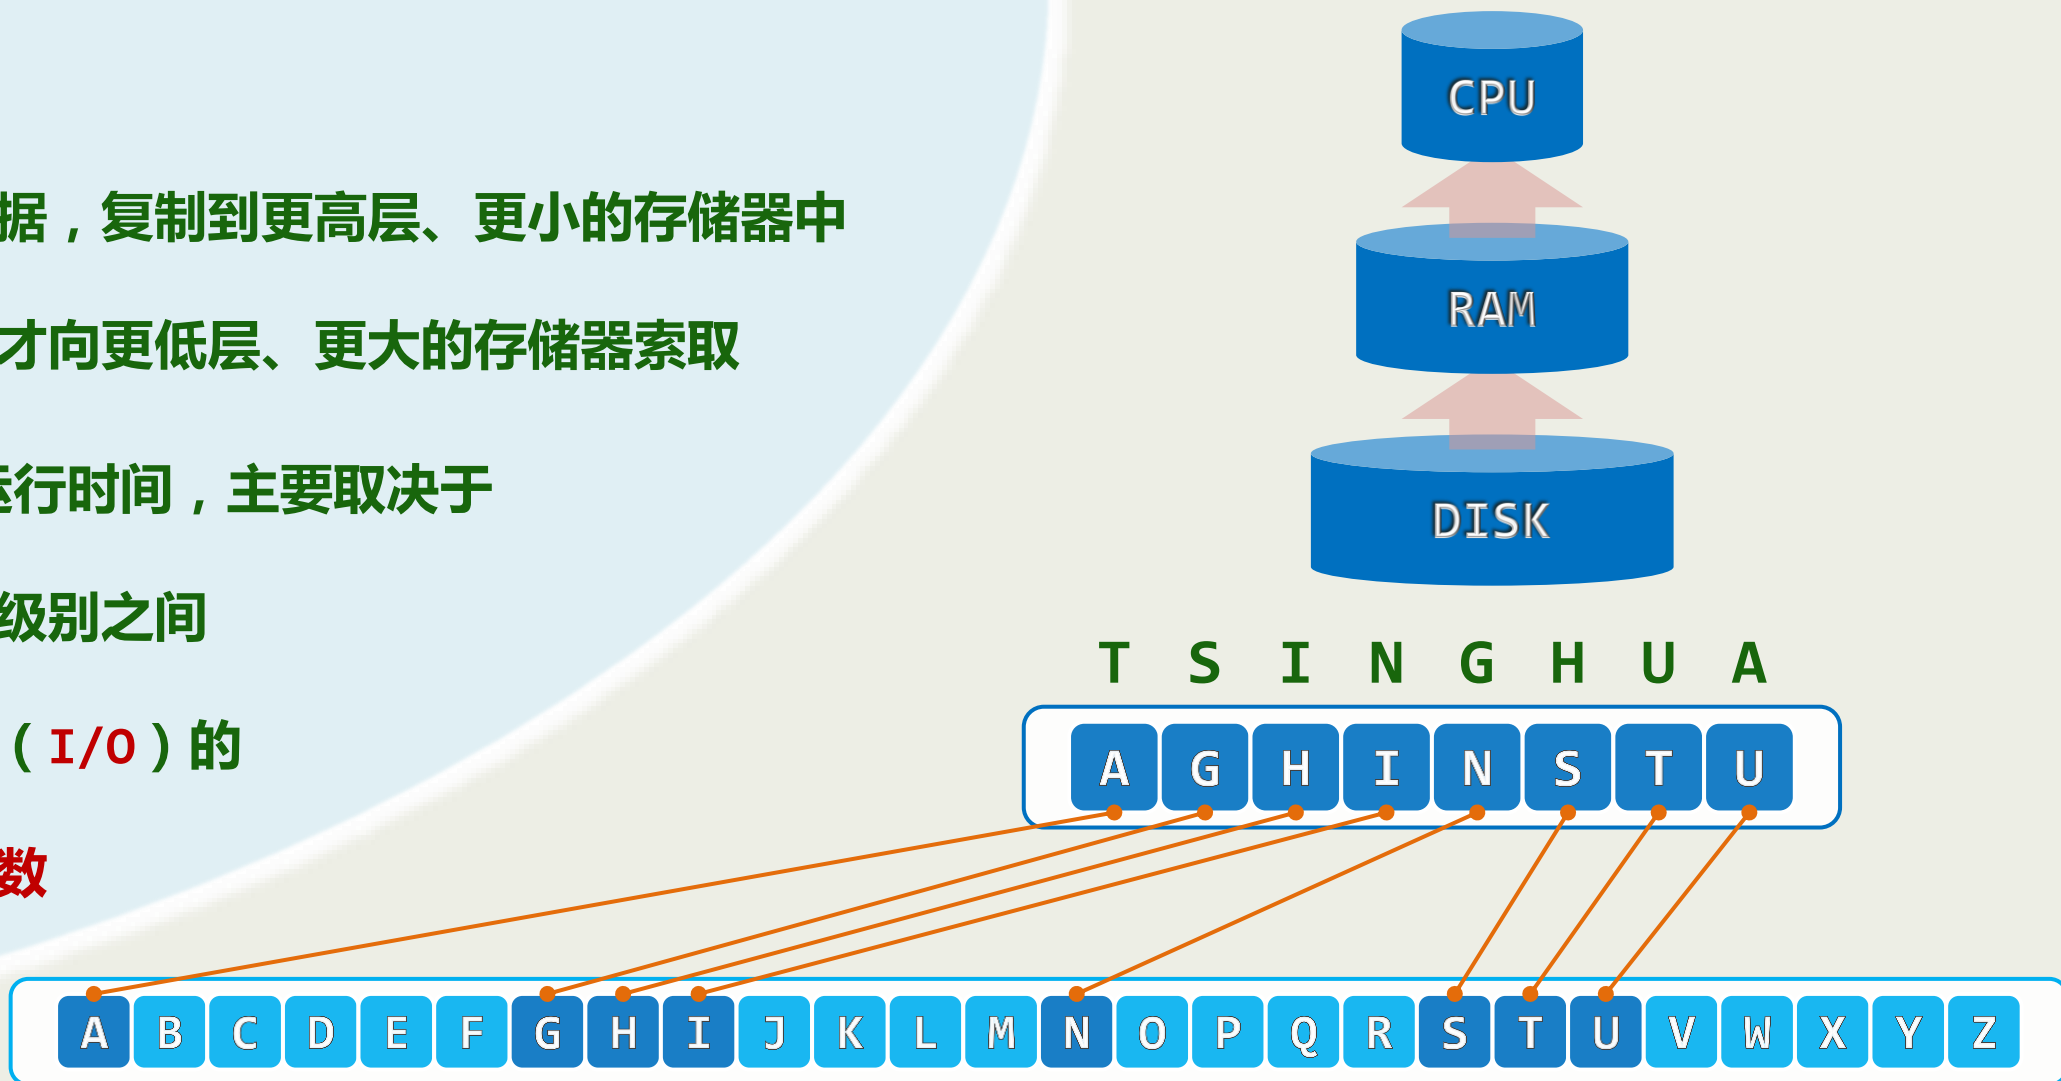 据，复制到更高层、更小的存储器中
才向更低层、更大的存储器索取
运行时间，主要取决于
级别之间
（I/O）的
数
CPU
RAM
DISK
T S I N G H U A
A G H I N S T U
A B C D E F G H I J K L M N O P Q R S T U V W X Y Z